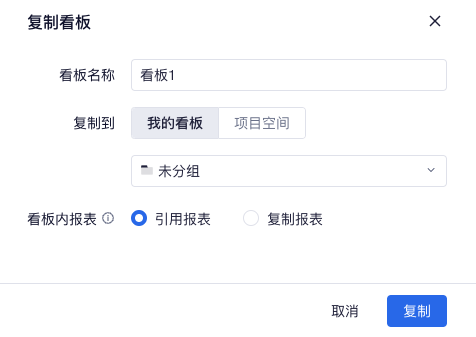 复制看板
看板名称 看板1
复制到 我的看板 项目空间
未分组
看板内报表 引用报表 复制报表
取消 复制